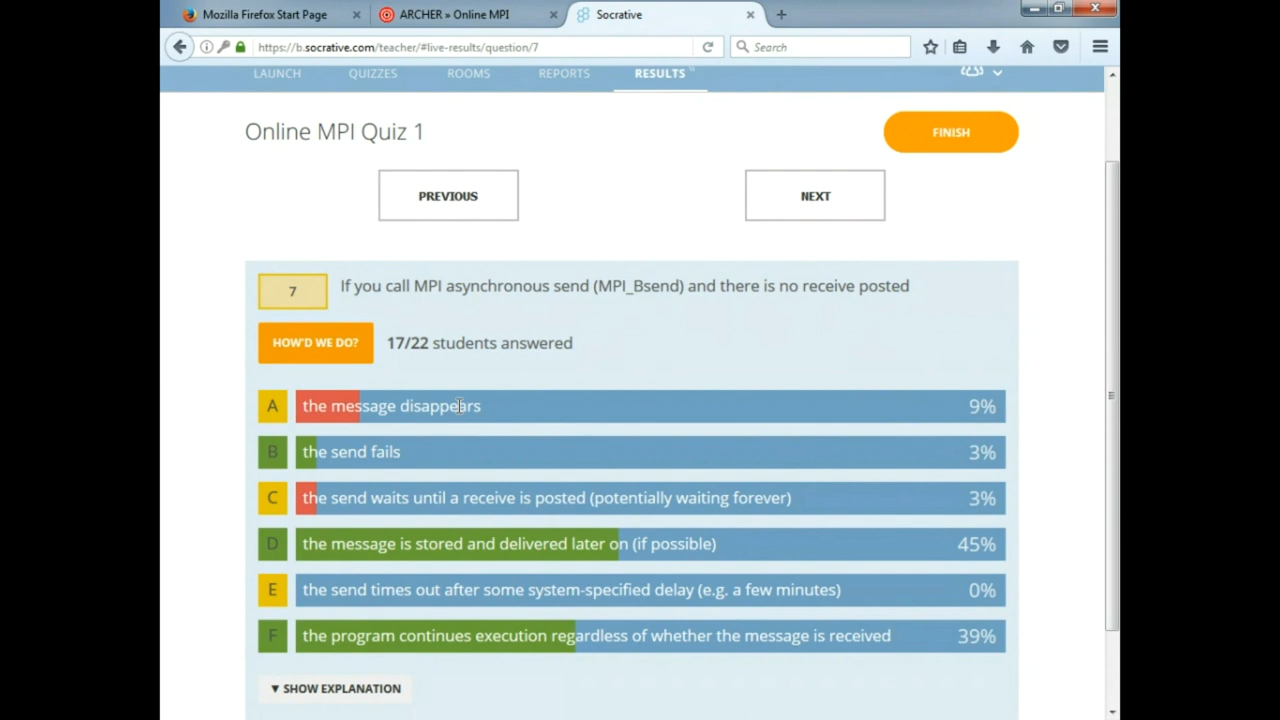 Mozilla Firefox Start Page
ARCHER » Online MPI
Socrative
https://b.socrative.com/teacher/#live-results/question/7
Search
LAUNCH QUIZZES ROOMS REPORTS RESULTS
Online MPI Quiz 1
FINISH
PREVIOUS
NEXT
7
If you call MPI asynchronous send (MPI_Bsend) and there is no receive posted
HOW'D WE DO?
17/22 students answered
A the message disappears 9%
B the send fails 3%
C the send waits until a receive is posted (potentially waiting forever) 3%
D the message is stored and delivered later on (if possible) 45%
E the send times out after some system-specified delay (e.g. a few minutes) 0%
F the program continues execution regardless of whether the message is received 39%
▼ SHOW EXPLANATION